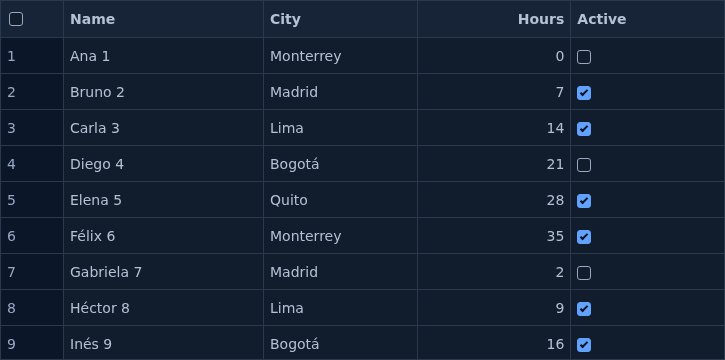 Name City Hours Active
1 Ana 1 Monterrey 0
2 Bruno 2 Madrid 7
3 Carla 3 Lima 14
4 Diego 4 Bogotá 21
5 Elena 5 Quito 28
6 Félix 6 Monterrey 35
7 Gabriela 7 Madrid 2
8 Héctor 8 Lima 9
9 Inés 9 Bogotá 16